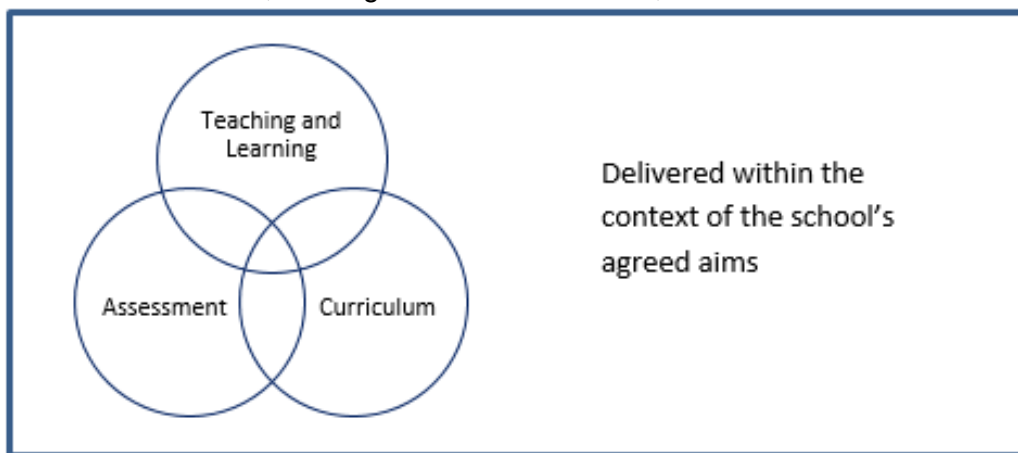 Teaching and
Learning
Assessment
Curriculum
Delivered within the
context of the school's
agreed aims